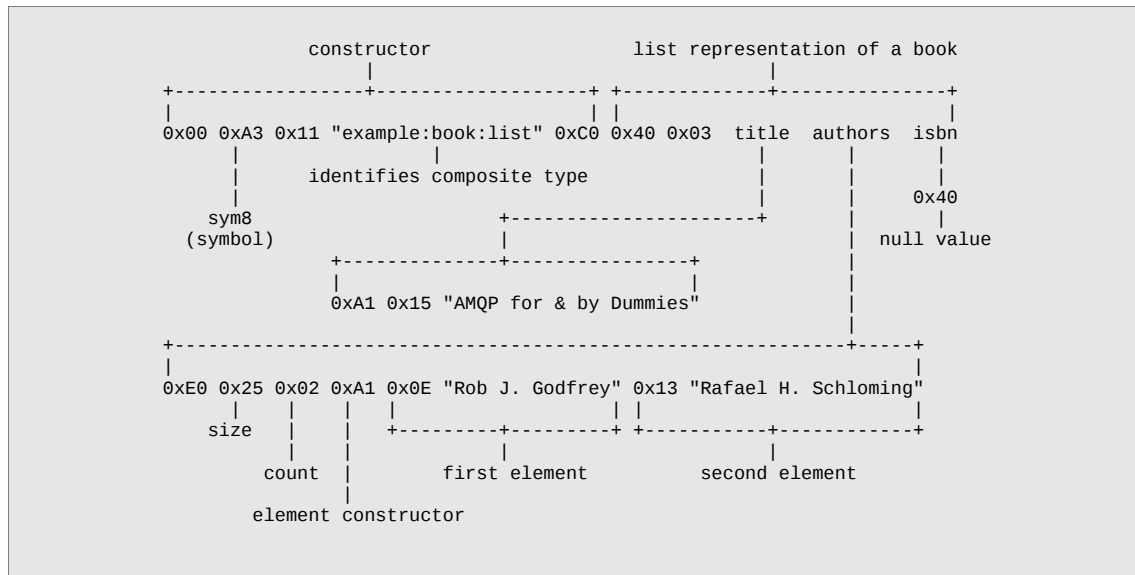 constructor list representation of a book
0x00 0xA3 0x11 "example:book:list" 0xC0 0x40 0x03 title authors isbn
identifies composite type
0x40
sym8
(symbol) null value
0xA1 0x15 "AMQP for & by Dummies"
0xE0 0x25 0x02 0xA1 0x0E "Rob J. Godfrey" 0x13 "Rafael H. Schloming"
size
count first element second element
element constructor